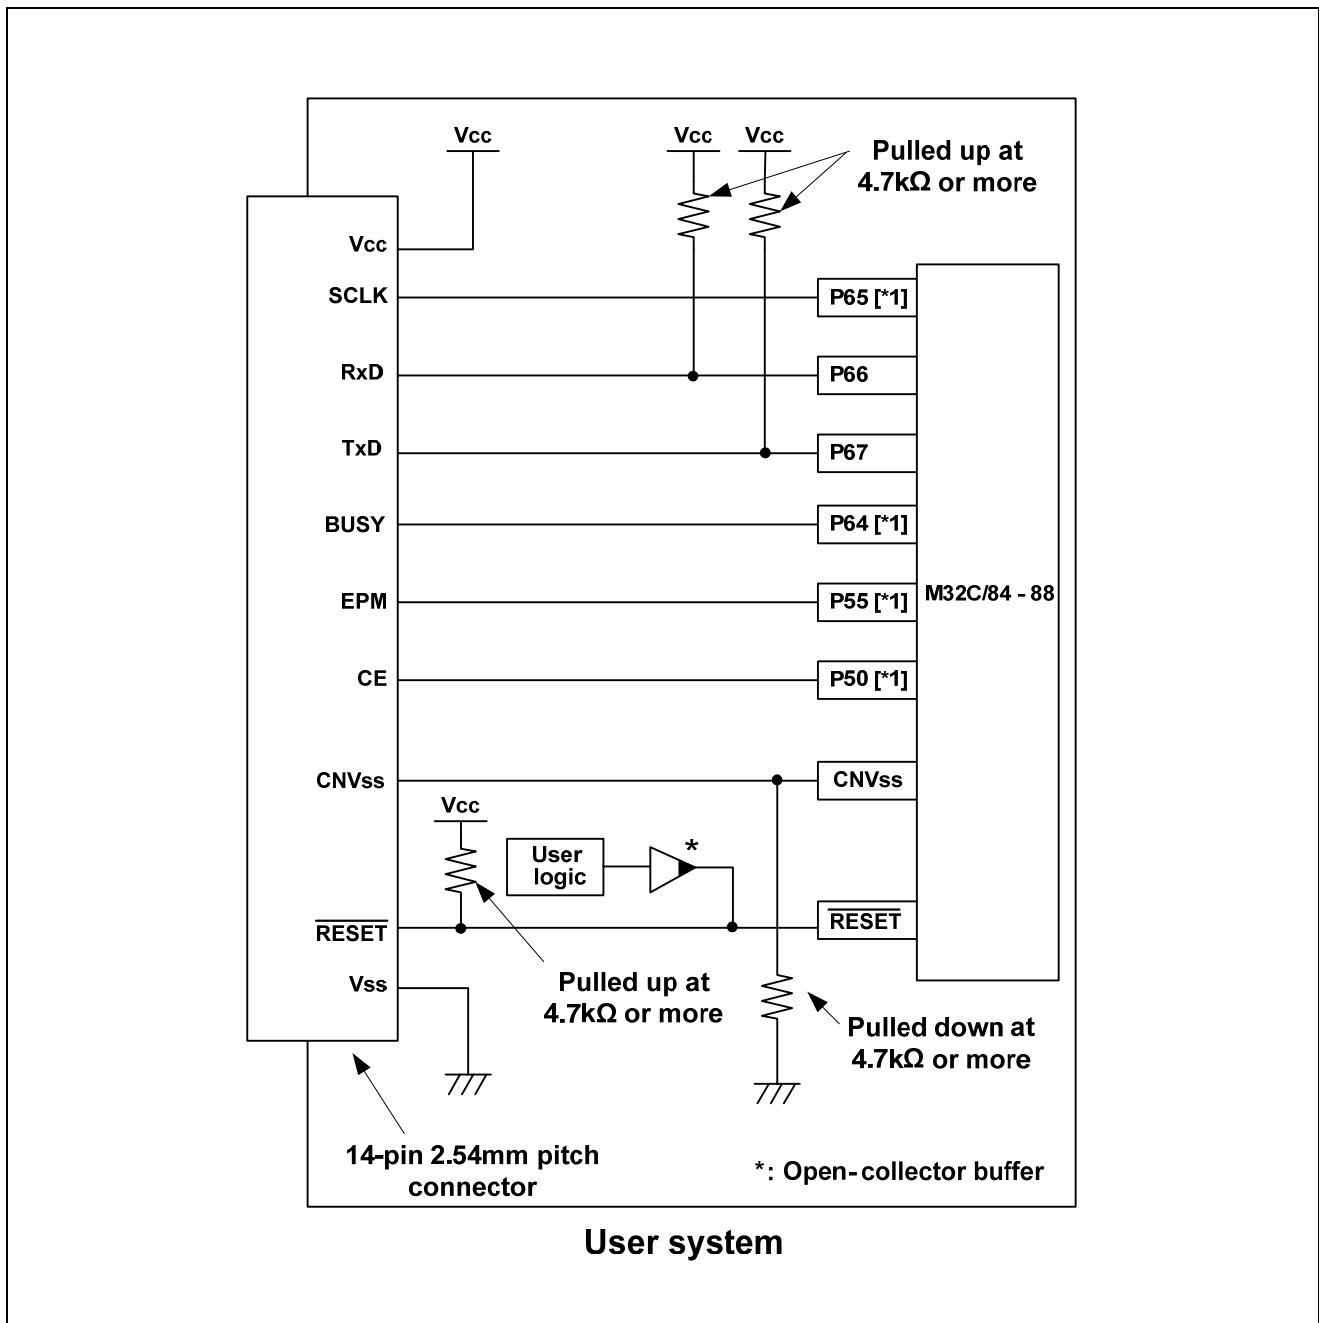 Vcc
Vcc
Vcc
Pulled up at
4.7kΩ or more
Vcc
SCLK
P65 [*1]
RxD
P66
TxD
P67
BUSY
P64 [*1]
EPM
P55 [*1]
M32C/84 - 88
CE
P50 [*1]
CNVss
CNVss
Vcc
User
logic
*
RESET
RESET
Vss
Pulled up at
4.7kΩ or more
Pulled down at
4.7kΩ or more
14-pin 2.54mm pitch
connector
*: Open-collector buffer
User system